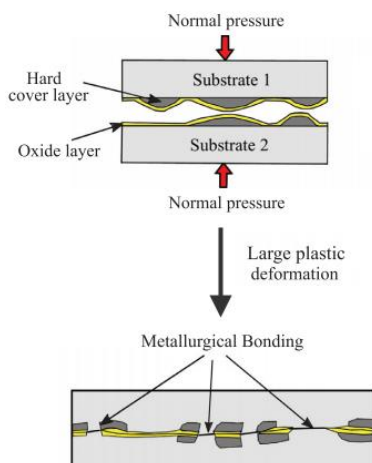 Normal pressure
Hard
cover layer
Substrate 1
Oxide layer
Substrate 2
Normal pressure
Large plastic
deformation
Metallurgical Bonding